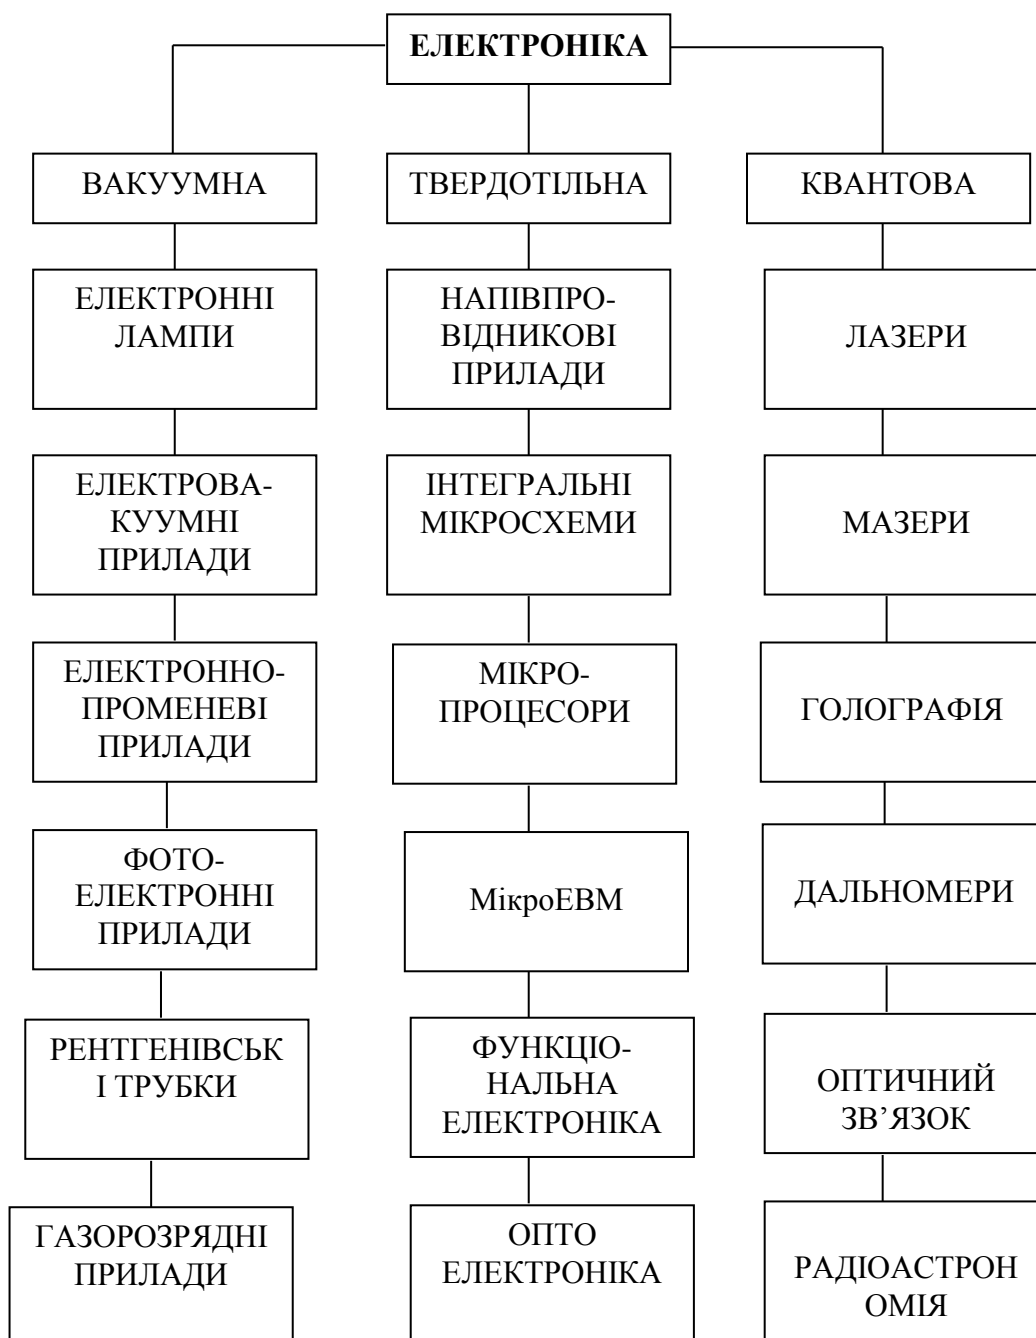 ЕЛЕКТРОНІКА
ВАКУУМНА
ТВЕРДОТІЛЬНА
КВАНТОВА
ЕЛЕКТРОННІ
ЛАМПИ
НАПІВПРО-
ВІДНИКОВІ
ПРИЛАДИ
ЛАЗЕРИ
ЕЛЕКТРОВА-
КУУМНІ
ПРИЛАДИ
ІНТЕГРАЛЬНІ
МІКРОСХЕМИ
МАЗЕРИ
ЕЛЕКТРОННО-
ПРОМЕНЕВІ
ПРИЛАДИ
МІКРО-
ПРОЦЕСОРИ
ГОЛОГРАФІЯ
ФОТО-
ЕЛЕКТРОННІ
ПРИЛАДИ
МікроЕВМ
ДАЛЬНОМЕРИ
РЕНТГЕНІВСЬК
І ТРУБКИ
ФУНКЦІО-
НАЛЬНА
ЕЛЕКТРОНІКА
ОПТИЧНИЙ
ЗВ’ЯЗОК
ГАЗОРОЗРЯДНІ
ПРИЛАДИ
ОПТО
ЕЛЕКТРОНІКА
РАДІОАСТРОН
ОМІЯ